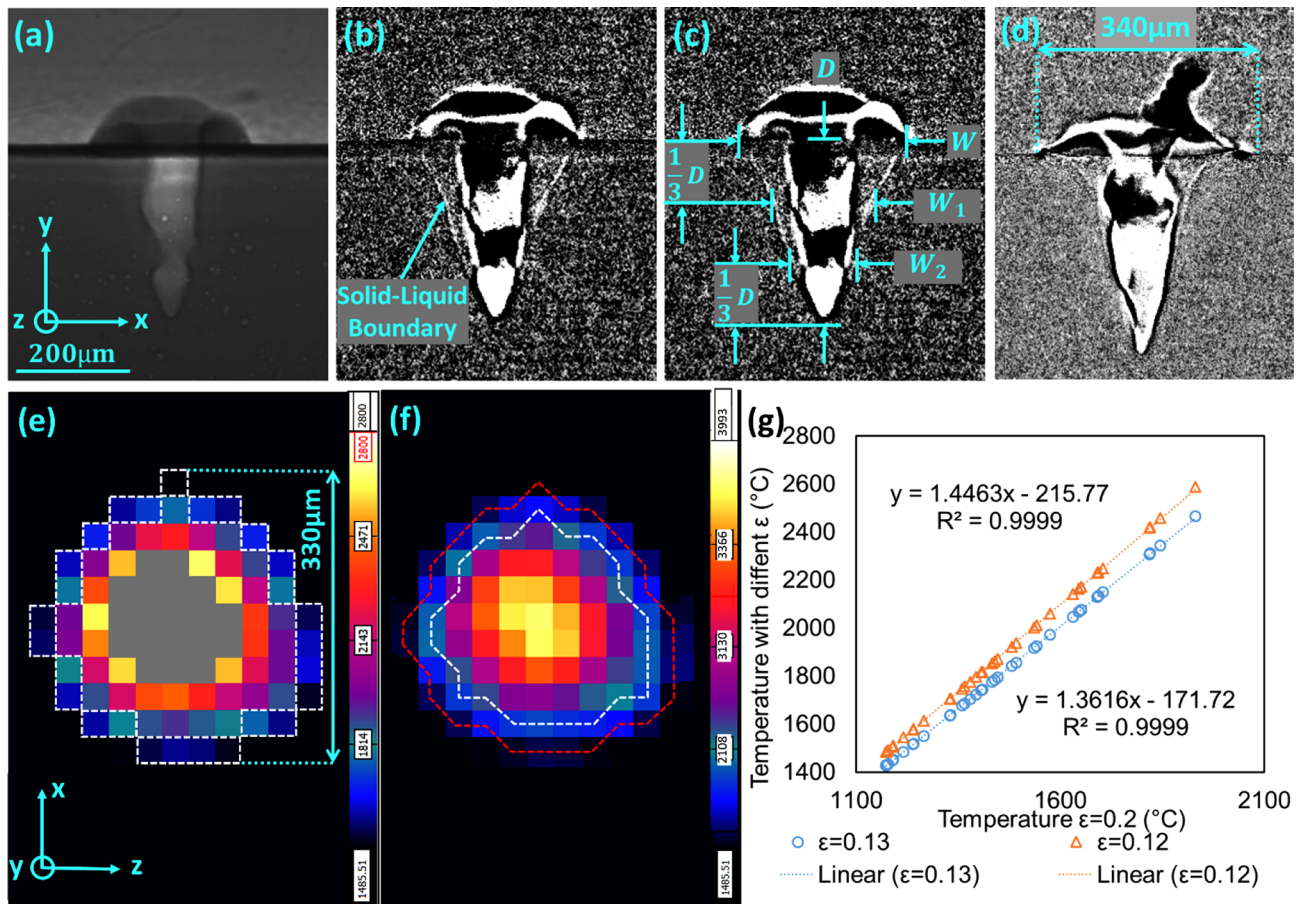 (a)
y
z
x
200μm
(b)
Solid-Liquid
Boundary
(c)
D
W
1/3 D
W₁
W₂
1/3 D
(d)
340μm
(e)
330μm
x
y
z
2800
2800
2471
2143
1814
1485.51
(f)
3993
3366
3130
2108
1485.51
(g)
Temperature with diffent ε (°C)
2800
2600
2400
2200
2000
1800
1600
1400
y = 1.4463x - 215.77
R² = 0.9999
y = 1.3616x - 171.72
R² = 0.9999
1100
1600
2100
Temperature ε=0.2 (°C)
ε=0.13
ε=0.12
Linear (ε=0.13)
Linear (ε=0.12)